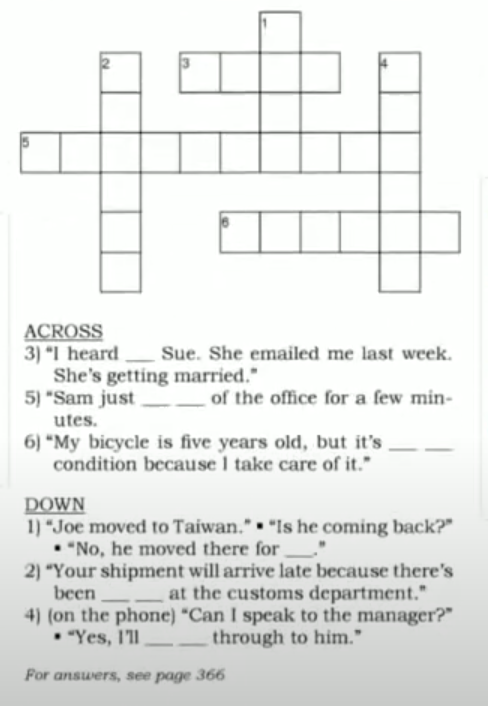 1
2 3 4
5
6
ACROSS
3) “I heard ___ Sue. She emailed me last week.
She’s getting married.”
5) “Sam just ___ ___ of the office for a few min-
utes.
6) “My bicycle is five years old, but it’s ___ ___
condition because I take care of it.”
DOWN
1) “Joe moved to Taiwan.” ▪ “Is he coming back?”
▪ “No, he moved there for ___.”
2) “Your shipment will arrive late because there’s
been ___ ___ at the customs department.”
4) (on the phone) “Can I speak to the manager?”
▪ “Yes, I’ll ___ ___ through to him.”
For answers, see page 366